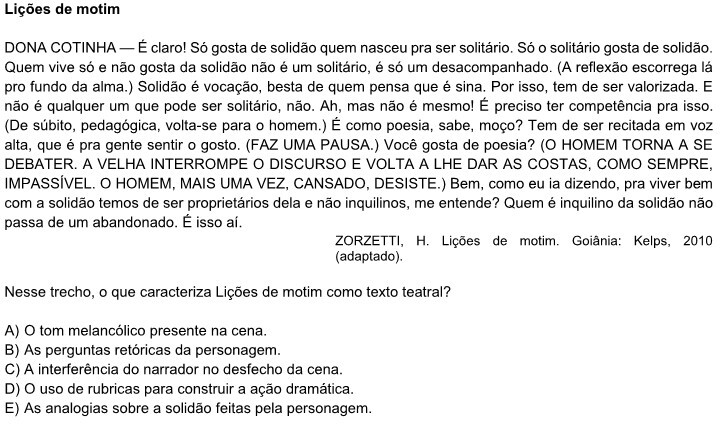 Lições de motim
DONA COTINHA — É claro! Só gosta de solidão quem nasceu pra ser solitário. Só o solitário gosta de solidão.
Quem vive só e não gosta da solidão não é um solitário, é só um desacompanhado. (A reflexão escorrega lá
pro fundo da alma.) Solidão é vocação, besta de quem pensa que é sina. Por isso, tem de ser valorizada. E
não é qualquer um que pode ser solitário, não. Ah, mas não é mesmo! É preciso ter competência pra isso.
(De súbito, pedagógica, volta-se para o homem.) É como poesia, sabe, moço? Tem de ser recitada em voz
alta, que é pra gente sentir o gosto. (FAZ UMA PAUSA.) Você gosta de poesia? (O HOMEM TORNA A SE
DEBATER. A VELHA INTERROMPE O DISCURSO E VOLTA A LHE DAR AS COSTAS, COMO SEMPRE,
IMPASSÍVEL. O HOMEM, MAIS UMA VEZ, CANSADO, DESISTE.) Bem, como eu ia dizendo, pra viver bem
com a solidão temos de ser proprietários dela e não inquilinos, me entende? Quem é inquilino da solidão não
passa de um abandonado. É isso aí.
ZORZETTI, H. Lições de motim. Goiânia: Kelps, 2010
(adaptado).
Nesse trecho, o que caracteriza Lições de motim como texto teatral?
A) O tom melancólico presente na cena.
B) As perguntas retóricas da personagem.
C) A interferência do narrador no desfecho da cena.
D) O uso de rubricas para construir a ação dramática.
E) As analogias sobre a solidão feitas pela personagem.